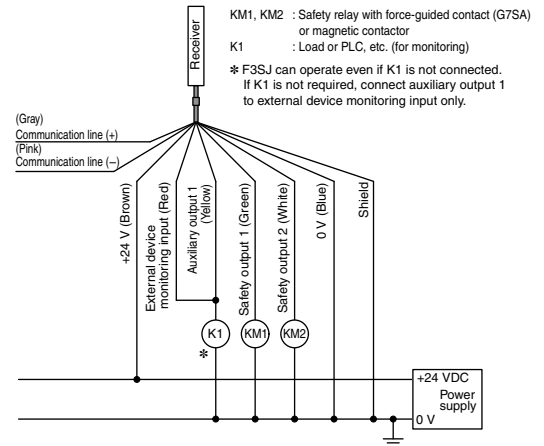 Receiver
KM1, KM2 : Safety relay with force-guided contact (G7SA)
or magnetic contactor
K1 : Load or PLC, etc. (for monitoring)
* F3SJ can operate even if K1 is not connected.
If K1 is not required, connect auxiliary output 1
to external device monitoring input only.
(Gray)
Communication line (+)
(Pink)
Communication line (−)
+24 V (Brown)
External device
monitoring input (Red)
Auxiliary output 1
(Yellow)
Safety output 1 (Green)
Safety output 2 (White)
0 V (Blue)
Shield
K1
KM1
KM2
*
+24 VDC
Power
supply
0 V